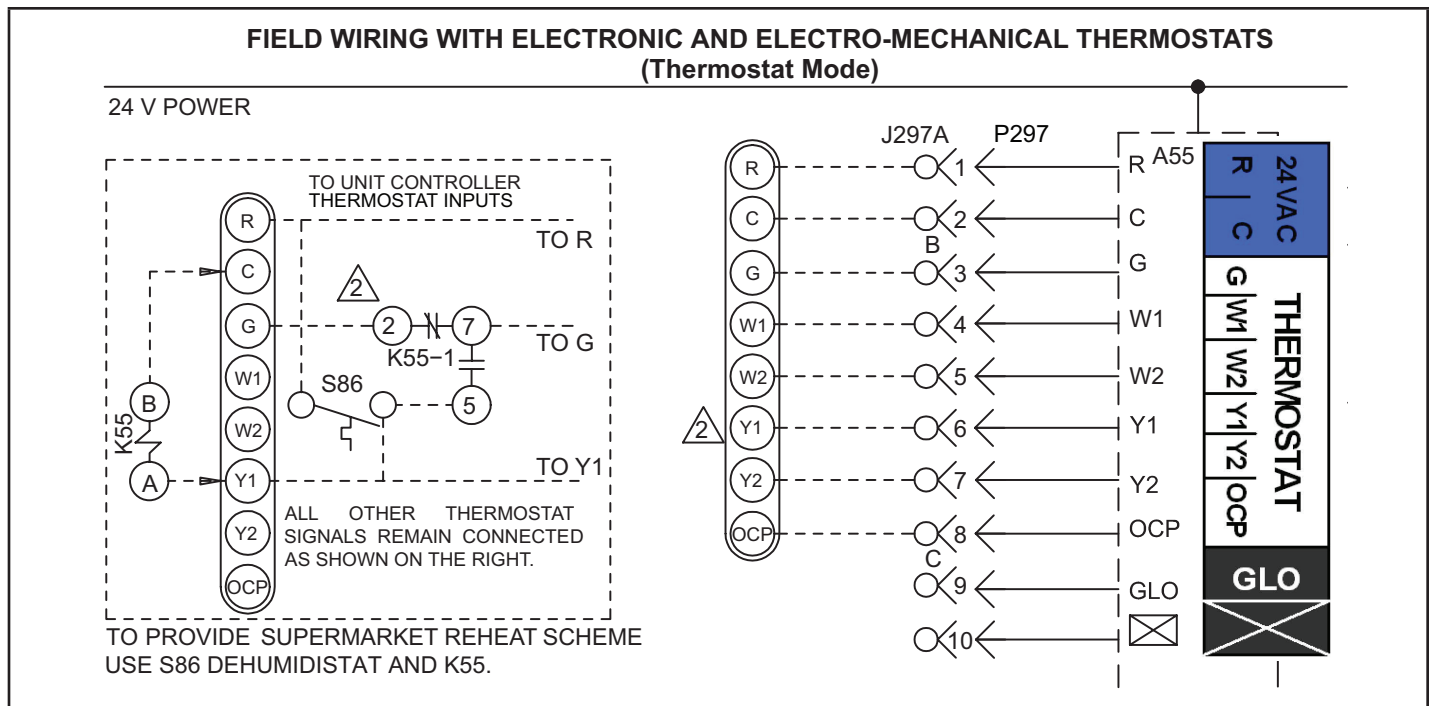 FIELD WIRING WITH ELECTRONIC AND ELECTRO-MECHANICAL THERMOSTATS
(Thermostat Mode)
24 V POWER
TO UNIT CONTROLLER
THERMOSTAT INPUTS
R
TO R
C
2
G
2
7
K55-1
TO G
W1
S86
B
5
K55
W2
A
Y1
TO Y1
Y2
ALL OTHER THERMOSTAT
SIGNALS REMAIN CONNECTED
AS SHOWN ON THE RIGHT.
OCP
TO PROVIDE SUPERMARKET REHEAT SCHEME
USE S86 DEHUMIDISTAT AND K55.
J297A P297
R 1 R A55
C 2 C
B
G 3 G
W1 4 W1
W2 5 W2
2
Y1 6 Y1
Y2 7 Y2
OCP 8 OCP
C
9 GLO
10
24VAC
R C
THERMOSTAT
G W1 W2 Y1 Y2 OCP
GLO